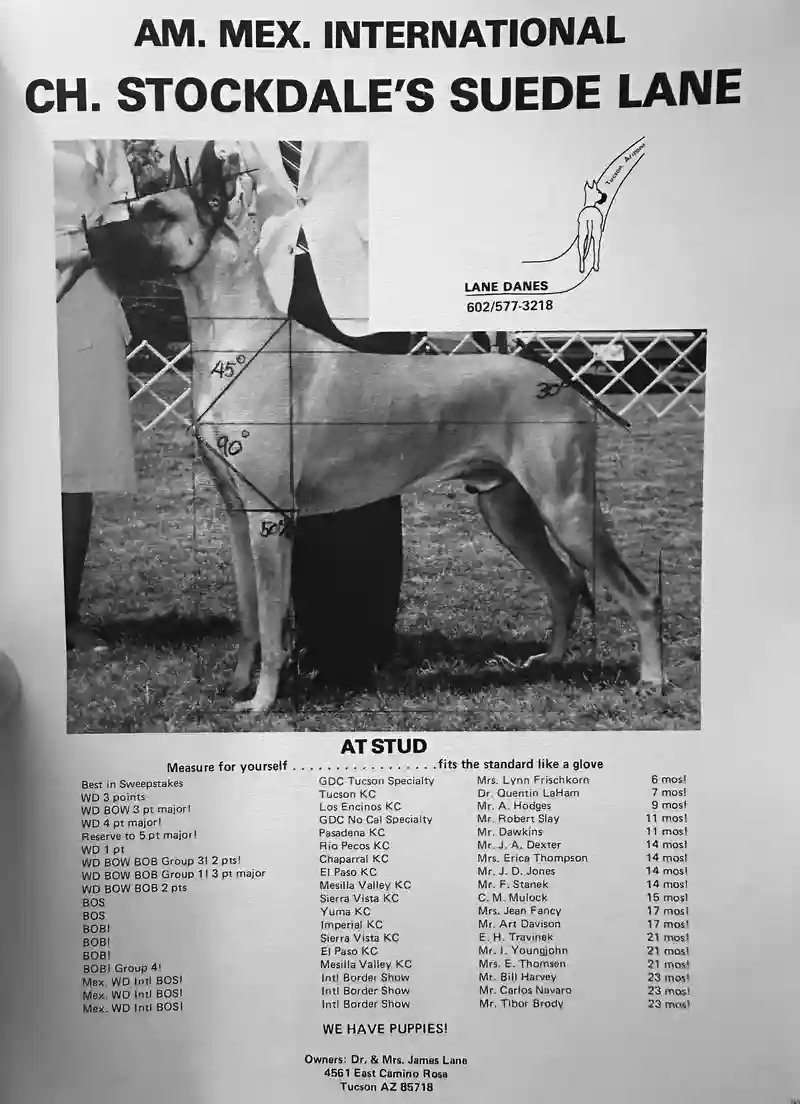 AM. MEX. INTERNATIONAL
CH. STOCKDALE'S SUEDE LANE
Tucson, Arizona
LANE DANES
602/577-3218
45°
30°
90°
50%
AT STUD
Measure for yourself . . . . . . . . . . . . . . . . . .fits the standard like a glove
Best in Sweepstakes GDC Tucson Specialty Mrs. Lynn Frischkorn 6 mos!
WD 3 points Tucson KC Dr. Quentin LaHam 7 mos!
WD BOW 3 pt major! Los Encinos KC Mr. A. Hodges 9 mos!
WD 4 pt major! GDC No Cal Specialty Mr. Robert Slay 11 mos!
Reserve to 5 pt major! Pasadena KC Mr. Dawkins 11 mos!
WD 1 pt Rio Pecos KC Mr. J. A. Dexter 14 mos!
WD BOW BOB Group 3! 2 pts! Chaparral KC Mrs. Erica Thompson 14 mos!
WD BOW BOB Group 1! 3 pt major El Paso KC Mr. J. D. Jones 14 mos!
WD BOW BOB 2 pts Mesilla Valley KC Mr. F. Stanek 14 mos!
BOS Sierra Vista KC C. M. Mulock 15 mos!
BOS Yuma KC Mrs. Jean Fancy 17 mos!
BOB! Imperial KC Mr. Art Davison 17 mos!
BOB! Sierra Vista KC E. H. Travinek 21 mos!
BOB! El Paso KC Mr. I. Youngjohn 21 mos!
BOB! Group 4! Mesilla Valley KC Mrs. E. Thomsen 21 mos!
Mex. WD Intl BOS! Intl Border Show Mr. Bill Harvey 23 mos!
Mex. WD Intl BOS! Intl Border Show Mr. Carlos Navaro 23 mos!
Mex. WD Intl BOS! Intl Border Show Mr. Tibor Brody 23 mos!
WE HAVE PUPPIES!
Owners: Dr. & Mrs. James Lane
4561 East Camino Rosa
Tucson AZ 85718